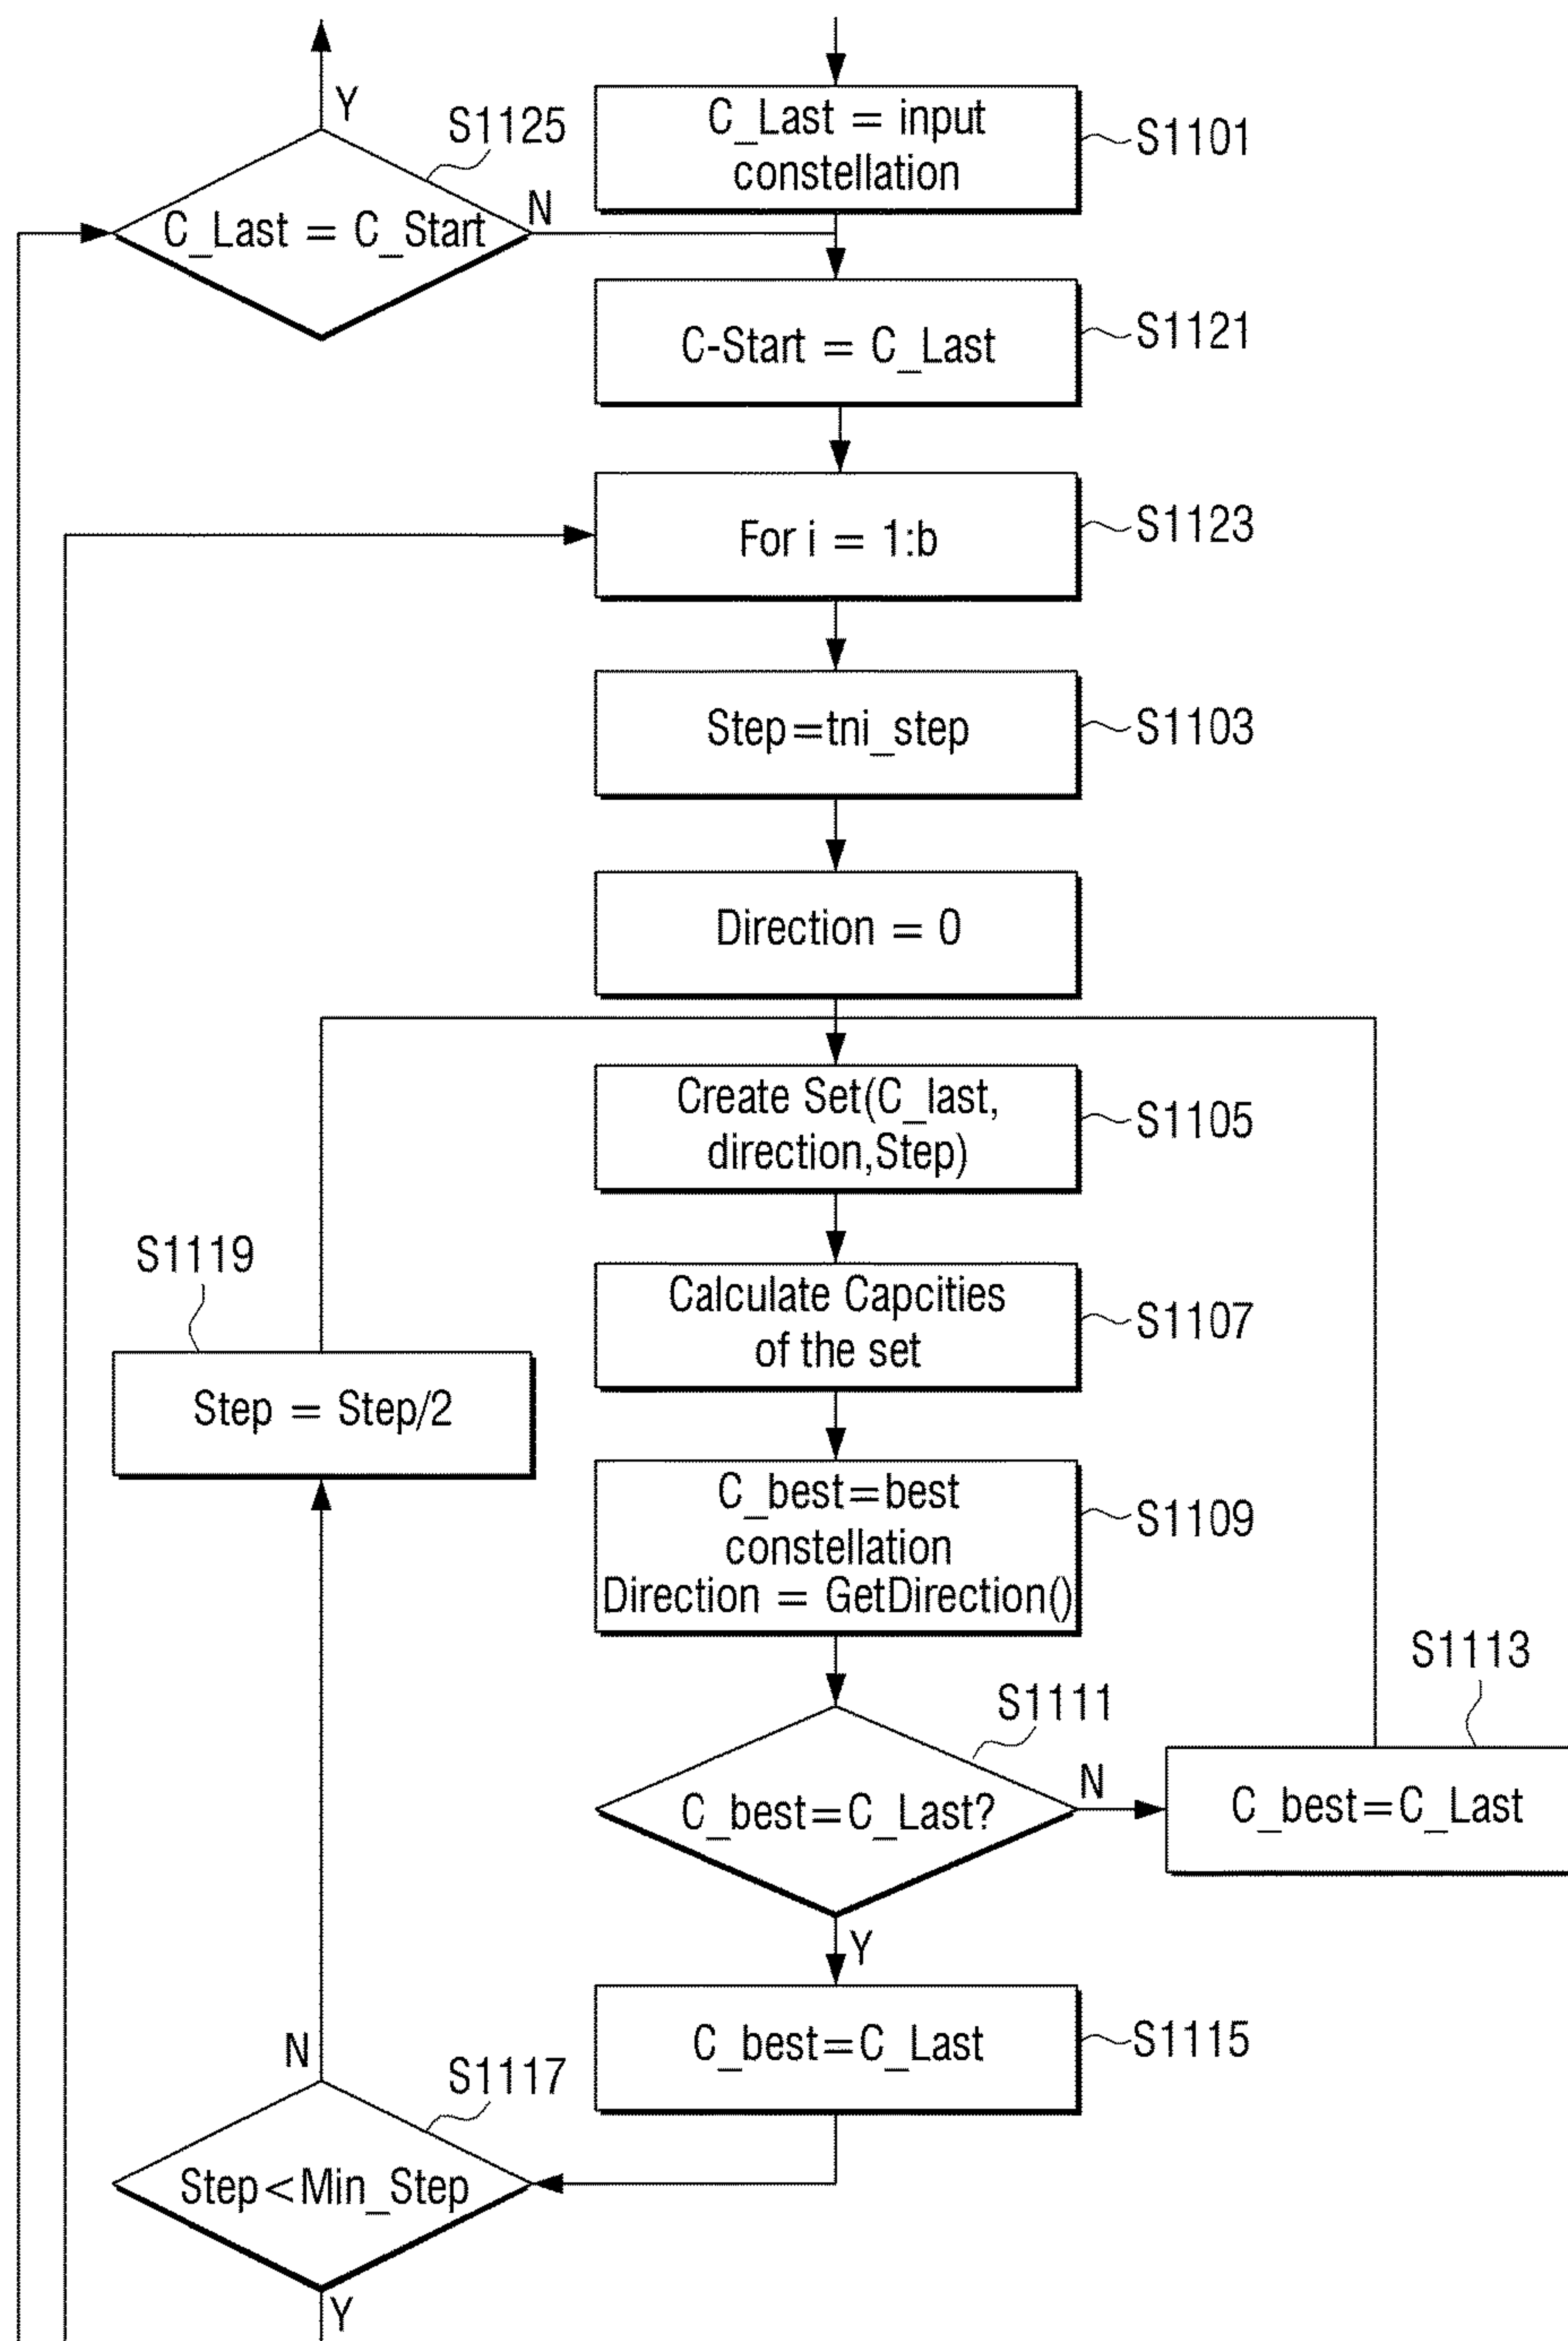 Y
S1125
C_Last = C_Start
N
C_Last = input
constellation
S1101
C-Start = C_Last
S1121
For i = 1:b
S1123
Step=tni_step
S1103
Direction = 0
Create Set(C_last,
direction,Step)
S1105
S1119
Step = Step/2
Calculate Capcities
of the set
S1107
C_best=best
constellation
Direction = GetDirection()
S1109
S1111
C_best=C_Last?
N
S1113
C_best=C_Last
Y
C_best=C_Last
S1115
N
S1117
Step<Min_Step
Y